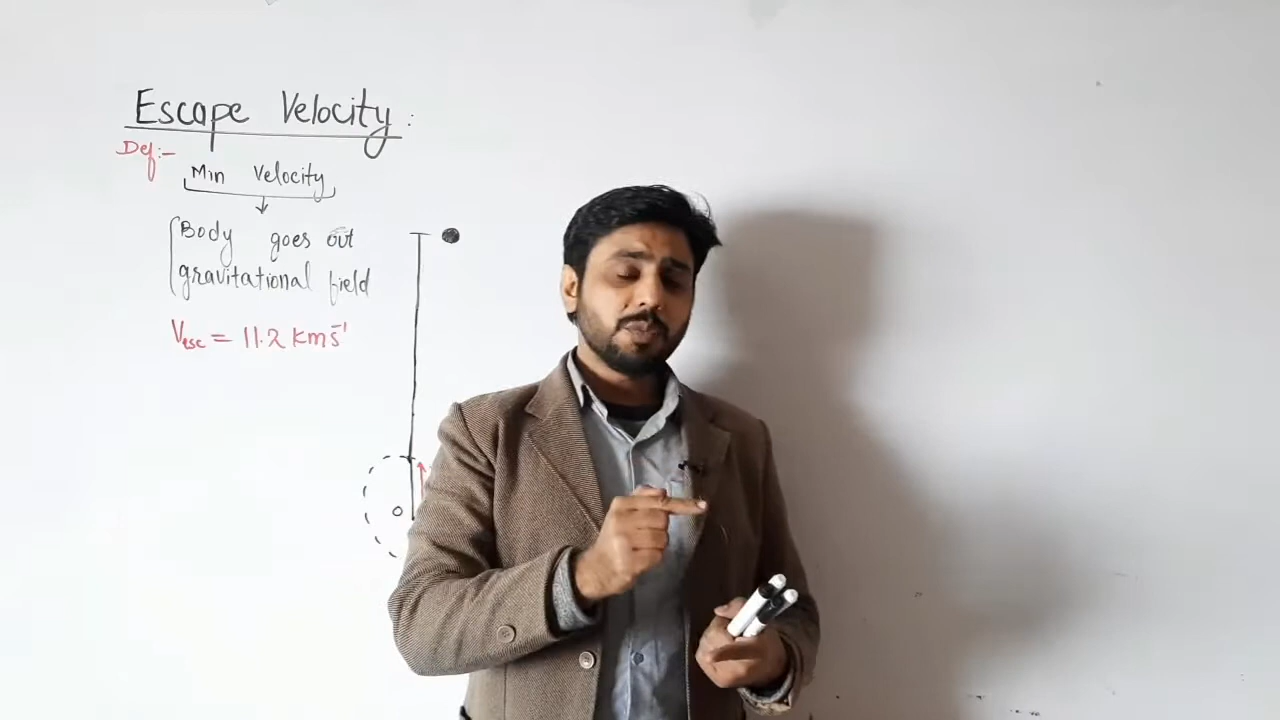 Escape Velocity:
Def:-
Min Velocity
Body goes out
gravitational field
Vesc = 11.2 kms⁻¹
O